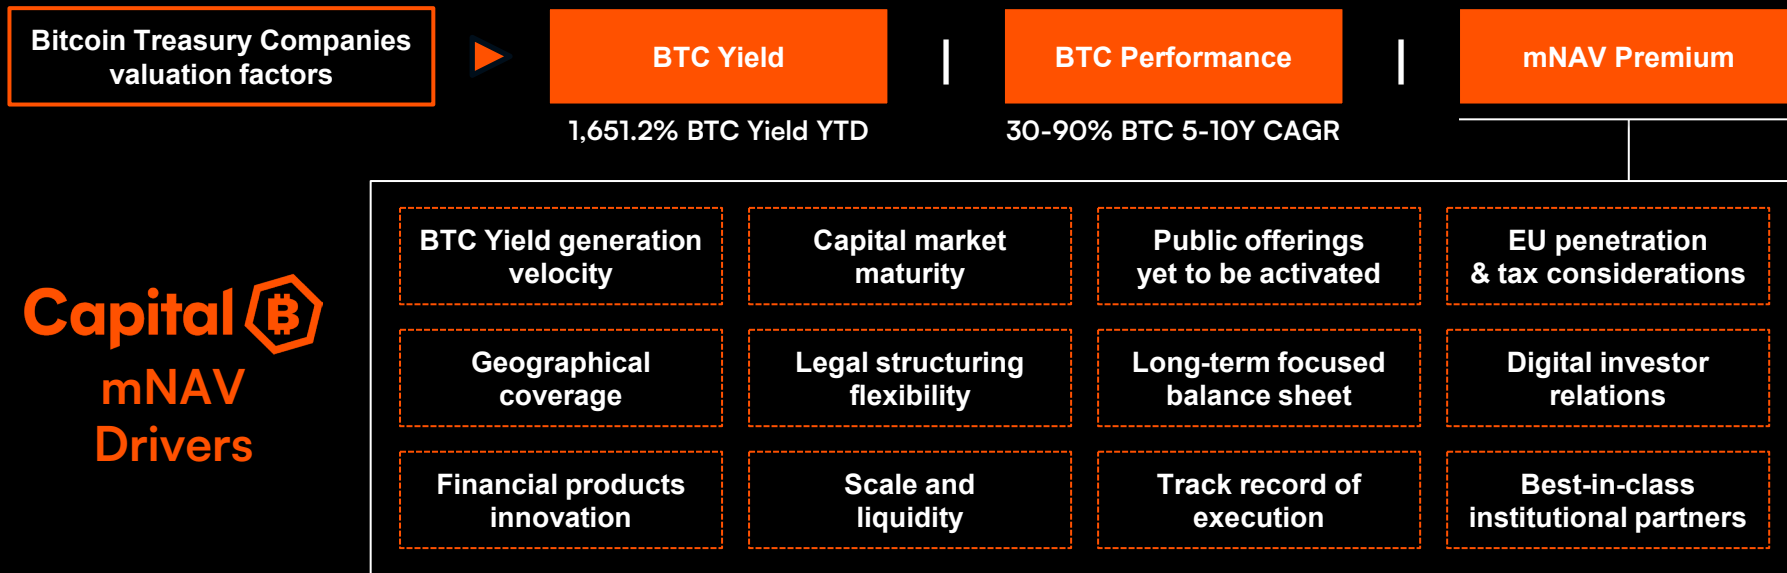 Bitcoin Treasury Companies
valuation factors
BTC Yield
|
BTC Performance
|
mNAV Premium
1,651.2% BTC Yield YTD
30-90% BTC 5-10Y CAGR
Capital B
mNAV
Drivers
BTC Yield generation
velocity
Capital market
maturity
Public offerings
yet to be activated
EU penetration
& tax considerations
Geographical
coverage
Legal structuring
flexibility
Long-term focused
balance sheet
Digital investor
relations
Financial products
innovation
Scale and
liquidity
Track record of
execution
Best-in-class
institutional partners